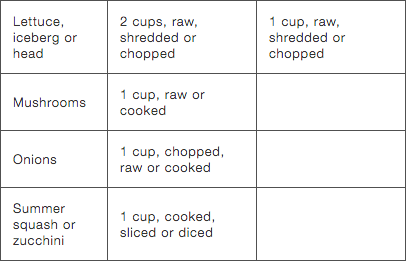 Lettuce,
iceberg or
head
2 cups, raw,
shredded or
chopped
1 cup, raw,
shredded or
chopped
Mushrooms
1 cup, raw or
cooked
Onions
1 cup, chopped,
raw or cooked
Summer
squash or
zucchini
1 cup, cooked,
sliced or diced